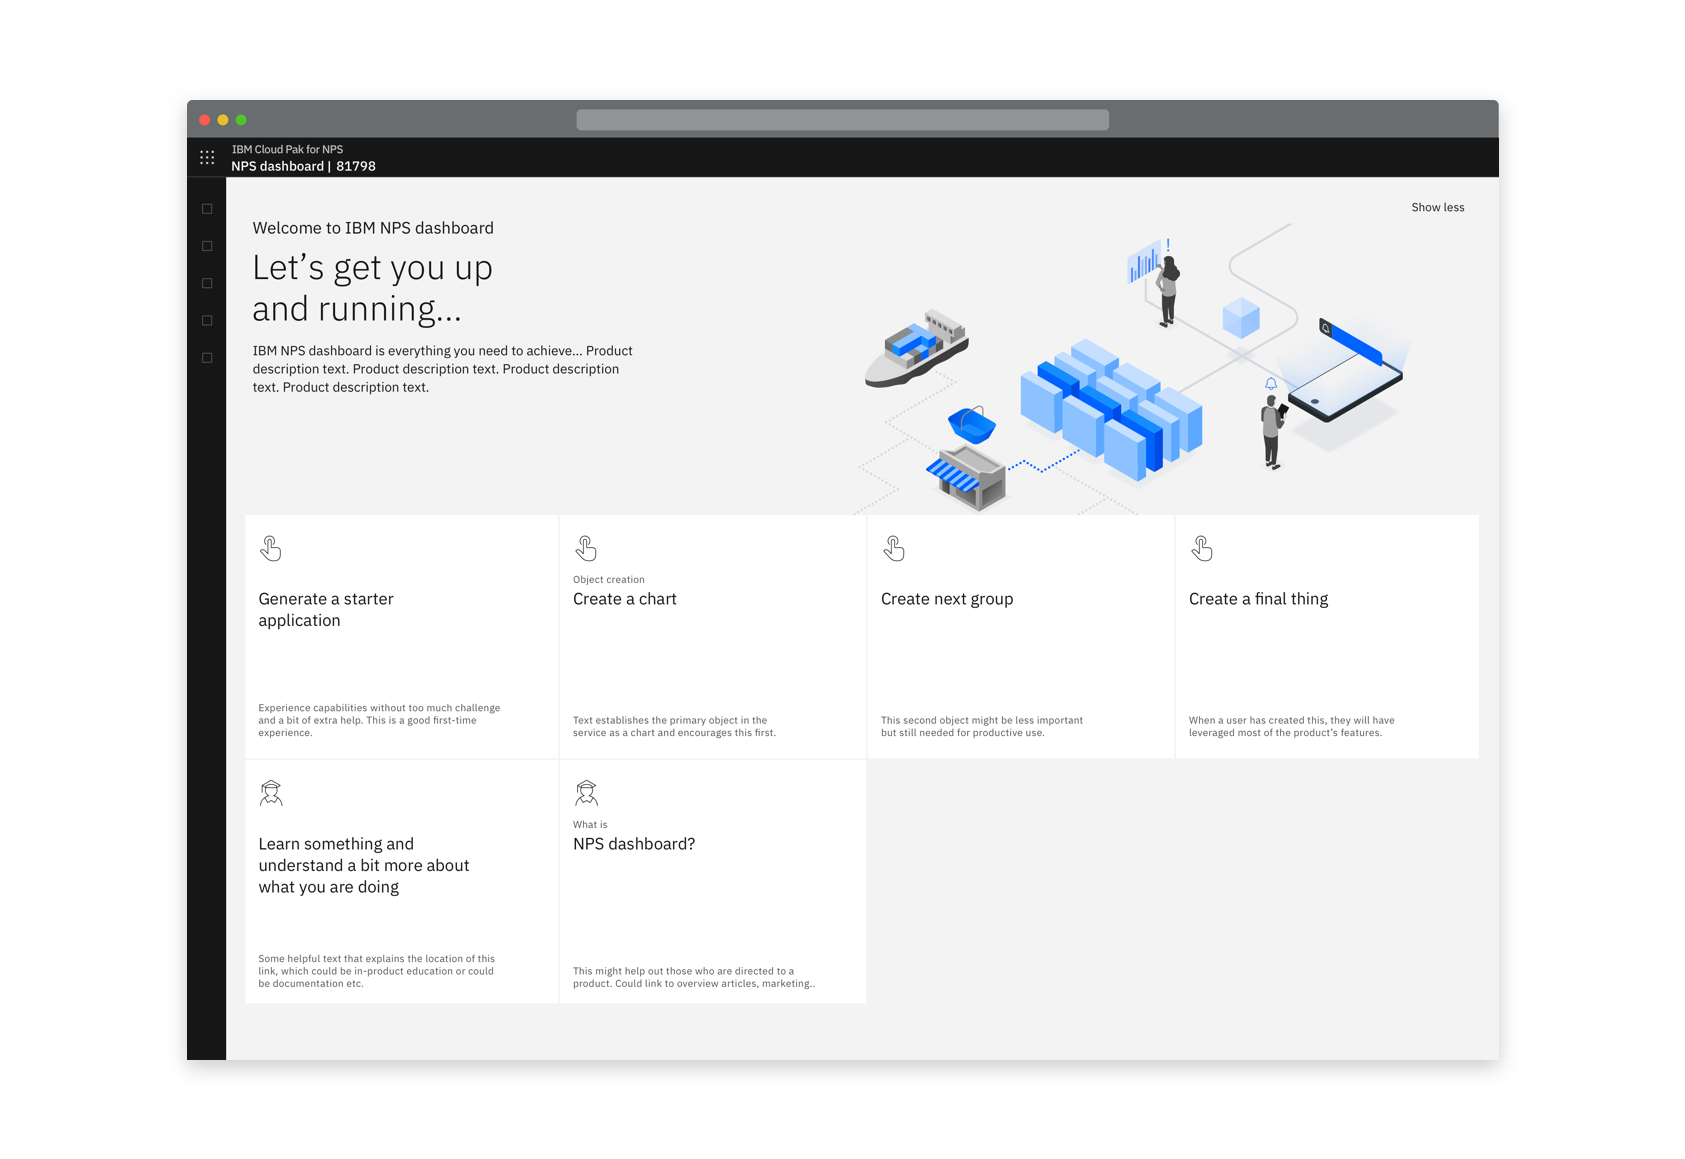 IBM Cloud Pak for NPS
NPS dashboard | 81798
Show less
Welcome to IBM NPS dashboard
Let’s get you up
and running...
IBM NPS dashboard is everything you need to achieve... Product
description text. Product description text. Product description
text. Product description text.
!
Generate a starter
application
Experience capabilities without too much challenge
and a bit of extra help. This is a good first-time
experience.
Object creation
Create a chart
Text establishes the primary object in the
service as a chart and encourages this first.
Create next group
This second object might be less important
but still needed for productive use.
Create a final thing
When a user has created this, they will have
leveraged most of the product’s features.
Learn something and
understand a bit more about
what you are doing
Some helpful text that explains the location of this
link, which could be in-product education or could
be documentation etc.
What is
NPS dashboard?
This might help out those who are directed to a
product. Could link to overview articles, marketing..